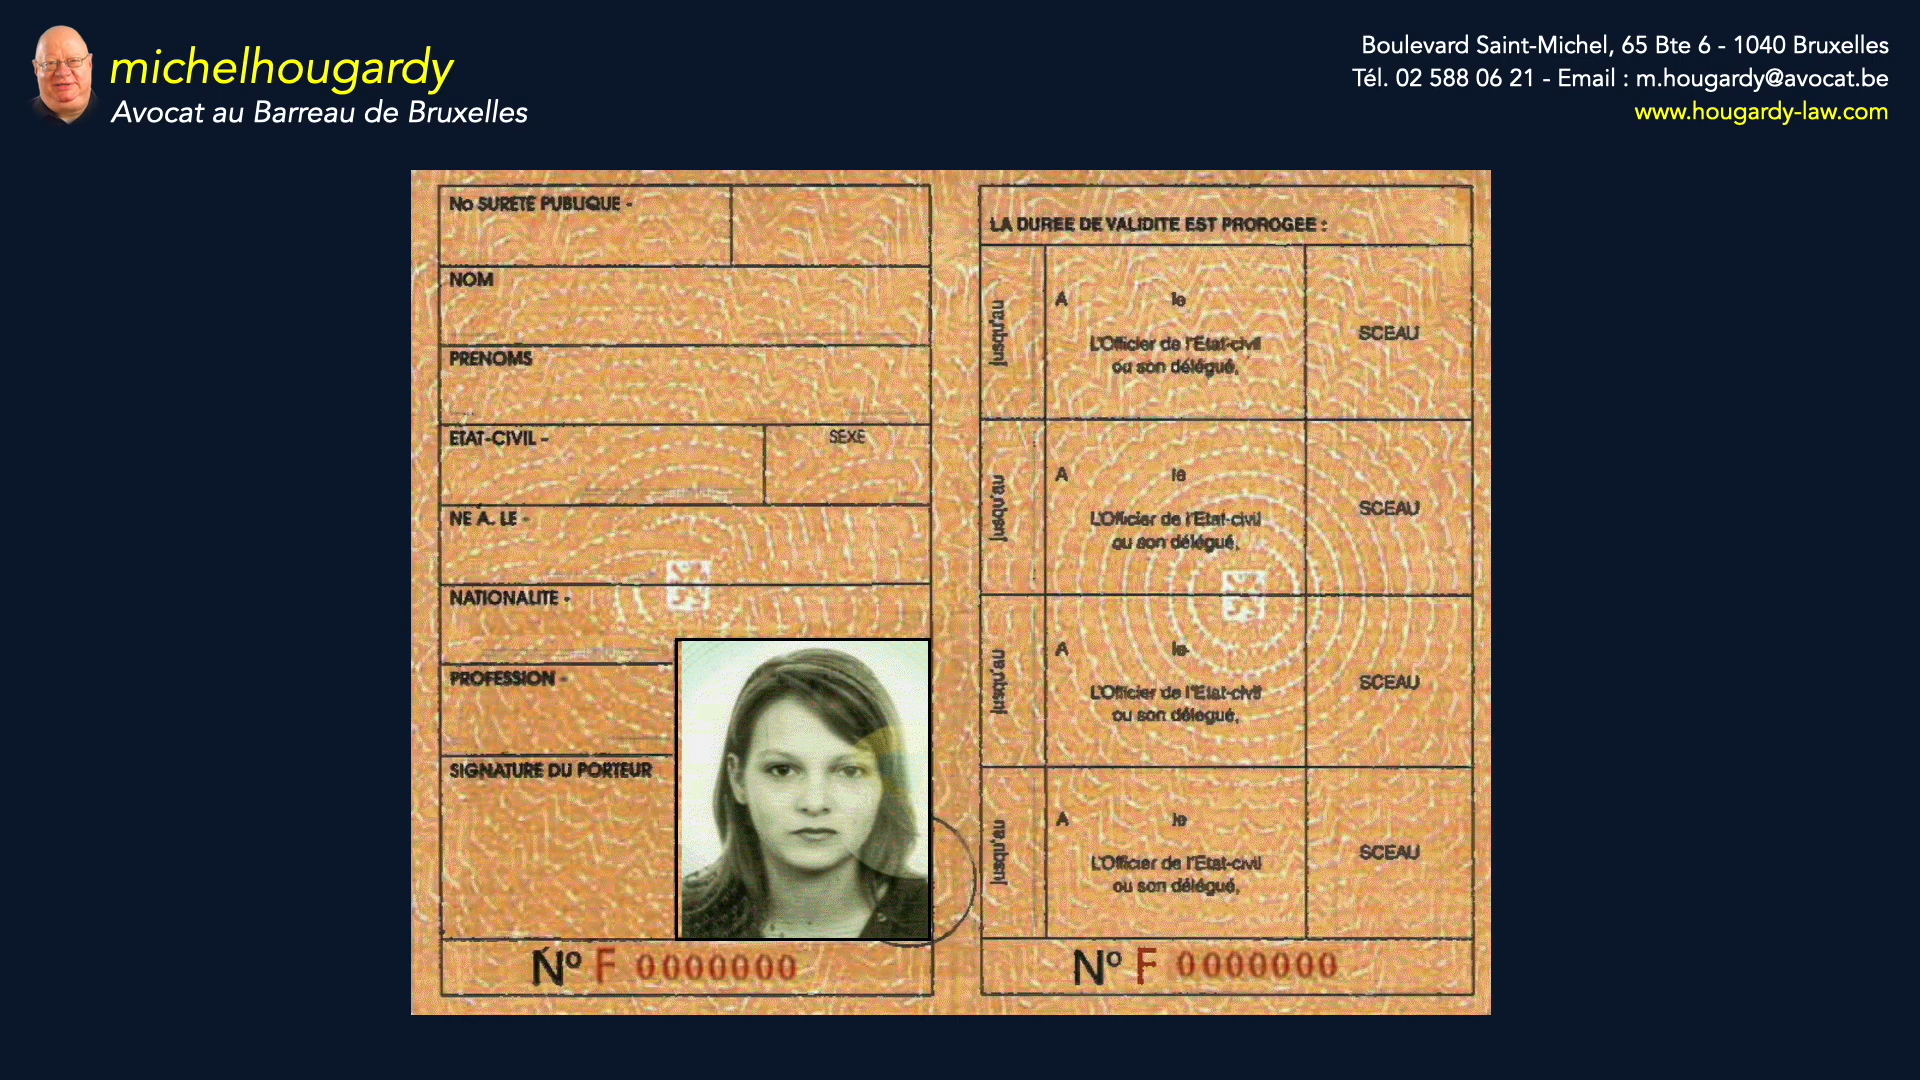 michelhougardy
Avocat au Barreau de Bruxelles
Boulevard Saint-Michel, 65 Bte 6 - 1040 Bruxelles
Tél. 02 588 06 21 - Email : m.hougardy@avocat.be
www.hougardy-law.com
No SURETE PUBLIQUE -
NOM
PRENOMS
ETAT-CIVIL -
SEXE
NE A. LE -
NATIONALITE -
PROFESSION -
SIGNATURE DU PORTEUR
Nº F 0000000
LA DUREE DE VALIDITE EST PROROGEE :
jusqu'au
A le
L'Officier de l'Etat-civil
ou son délégué,
SCEAU
jusqu'au
A le
L'Officier de l'Etat-civil
ou son délégué,
SCEAU
jusqu'au
A le
L'Officier de l'Etat-civil
ou son délégué,
SCEAU
jusqu'au
A le
L'Officier de l'Etat-civil
ou son délégué,
SCEAU
Nº F 0000000